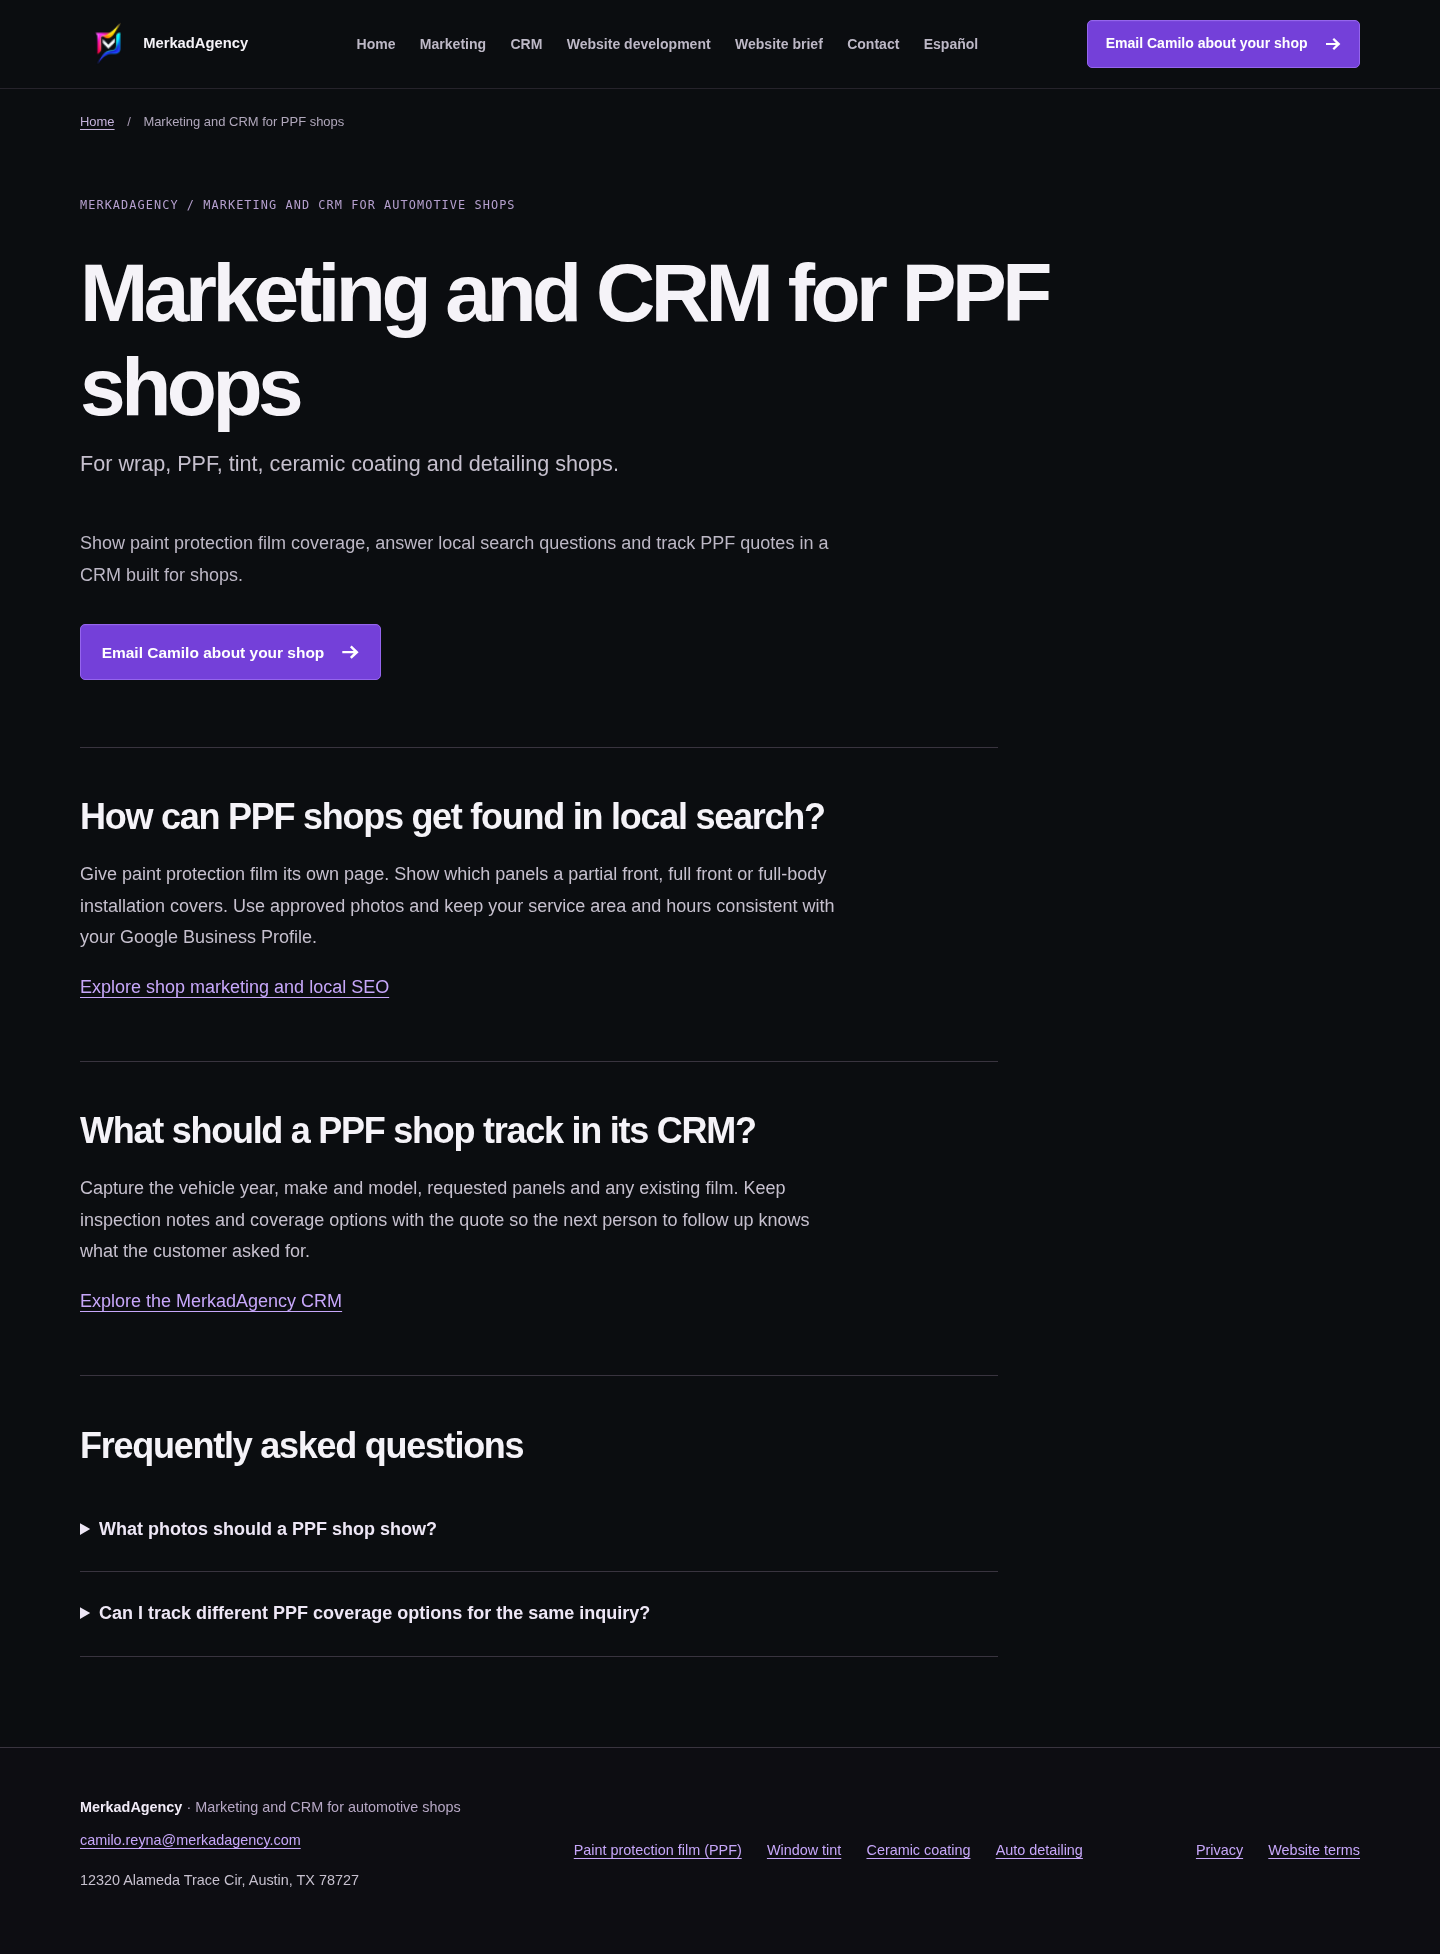 MerkadAgency
Home Marketing CRM Website development Website brief Contact Español
Email Camilo about your shop →
Home / Marketing and CRM for PPF shops
MERKADAGENCY / MARKETING AND CRM FOR AUTOMOTIVE SHOPS
Marketing and CRM for PPF
shops
For wrap, PPF, tint, ceramic coating and detailing shops.
Show paint protection film coverage, answer local search questions and track PPF quotes in a
CRM built for shops.
Email Camilo about your shop →
How can PPF shops get found in local search?
Give paint protection film its own page. Show which panels a partial front, full front or full-body
installation covers. Use approved photos and keep your service area and hours consistent with
your Google Business Profile.
Explore shop marketing and local SEO
What should a PPF shop track in its CRM?
Capture the vehicle year, make and model, requested panels and any existing film. Keep
inspection notes and coverage options with the quote so the next person to follow up knows
what the customer asked for.
Explore the MerkadAgency CRM
Frequently asked questions
▶ What photos should a PPF shop show?
▶ Can I track different PPF coverage options for the same inquiry?
MerkadAgency · Marketing and CRM for automotive shops
camilo.reyna@merkadagency.com
12320 Alameda Trace Cir, Austin, TX 78727
Paint protection film (PPF) Window tint Ceramic coating Auto detailing
Privacy Website terms